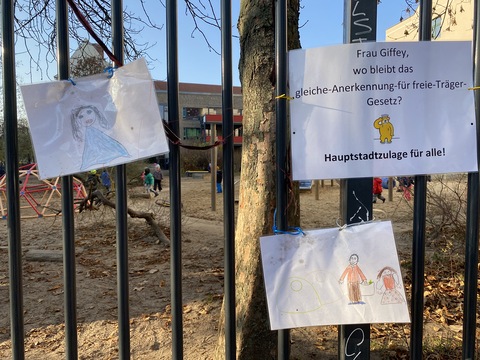 Frau Giffey,
wo bleibt das
gleiche-Anerkennung-für freie-Träger-
Gesetz?
Hauptstadtzulage für alle!